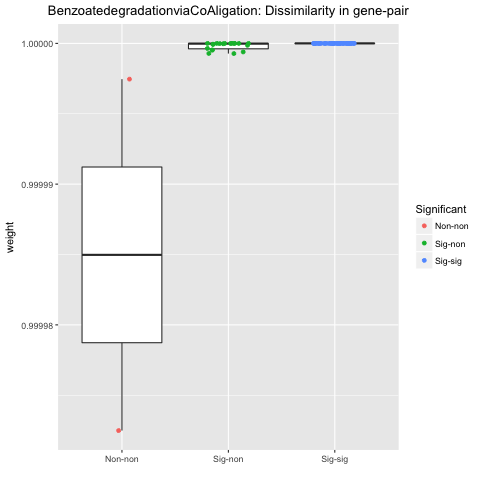 BenzoatedegradationviaCoAligation: Dissimilarity in gene-pair
1.00000
0.99999
0.99998
weight
Non-non
Sig-non
Sig-sig
Significant
Non-non
Sig-non
Sig-sig